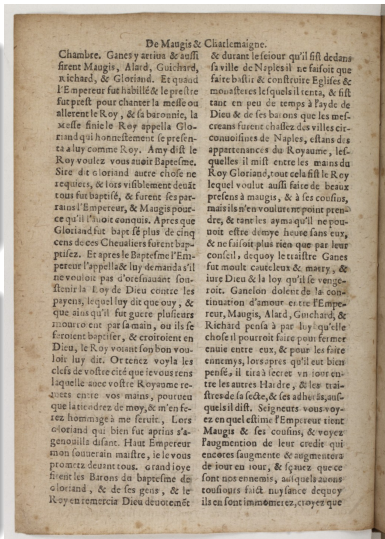 De Maugis & Charlemaigne.
Chambre. Ganes y arriua & aussi
firent Maugis, Alard, Guichard,
Richard, & Gloriand. Et quand
l'Empereur fut habillé & le prestre
fut prest pour chanter la messe ou
allerent le Roy, & sa baronnie, la
Messe finie le Roy appella Glo-
riand qui honnestement se presen-
ta a luy comme Roy. Amy dist le
Roy voulez vous auoir Baptesme.
Sire dit Gloriand autre chose ne
requiers, & lors visiblement deuāt
tous fut baptisé, & furent ses par-
rains l'Empereur, & Maugis pour-
ce qu'il l'auoit conquis. Apres que
Gloriand fut baptisé plus de cinq
cens de ces Cheualiers furent bap-
tisez. Et apres le Baptesme l'Em-
pereur l'appella & luy demanda s'il
ne vouloit pas d'oresauant sou-
stenir la Loy de Dieu contre les
payens, lequel luy dit que ouy, &
que ains qu'il fut guere plusieurs
mourront par sa main, ou ils se
feroient baptiser, & croiroient en
Dieu, le Roy voyant son bon vou-
loir luy dit. Or tenez voyla les
clefs de vostre cité que ie vous rens
laquelle auec vostre Royaume re-
mets entre vos mains, pourueu
que la tiendrez de moy, & m'en fe-
rez hommage a me seruir. Lors
Gloriand qui bien fut aprins s'a-
genouilla disant. Haut Empereur
mon souuerain maistre, ie le vous
promets deuant tous. Grand ioye
firent les Barons du baptesme de
Gloriand, & de ses gens, & le
Roy en remercia Dieu deuotemēt
& durant le seiour qu'il fist dedans
sa ville de Naples il ne faisoit que
faire bastir & construire Eglises &
monasteres lesquels il renta, & fist
tant en peu de temps à l'ayde de
Dieu & de ses barons que les mes-
creans furent chassez des villes cir-
conuoisines de Naples, estans des
appartenances du Royaume, les-
quelles il mist entre les mains du
Roy Gloriand, tout cela fist le Roy
lequel voulut aussi faire de beaux
presens à maugis, & à ses cousins,
mais ils n'en voulurent point pren-
dre, & tant les ayma qu'il ne pou-
uoit estre demye heure sans eux,
& ne faisoit plus rien que par leur
conseil, dequoy le traistre Ganes
fut moult cauteleux & marry, &
iure Dieu & la loy qu'il se venge-
roit. Ganelon dolent de la con-
tinuation d'amour entre l'Empe-
reur, Maugis, Alard, Guichard, &
Richard pensa à par luy quelle
chose il pourroit faire pour fermer
enuie entre eux, & pour les faire
ennemys, lors apres qu'il eut bien
pensé, il tira à secret vn iour en-
tre les autres Hardre, & les trai-
stres de sa secte, & ses adherās, aus-
quels il dist. Seigneurs vous voy-
ez en quel estime l'Empereur tient
Maugis & ses cousins, & voyez
l'augmention de leur credit qui
encores saugmente & augmentera
de iour en iour, & sçauez que ce
sont nos ennemis, ausquels auons
tousiours faict nuysance dequoy
ils en sont immemorez, croyez que